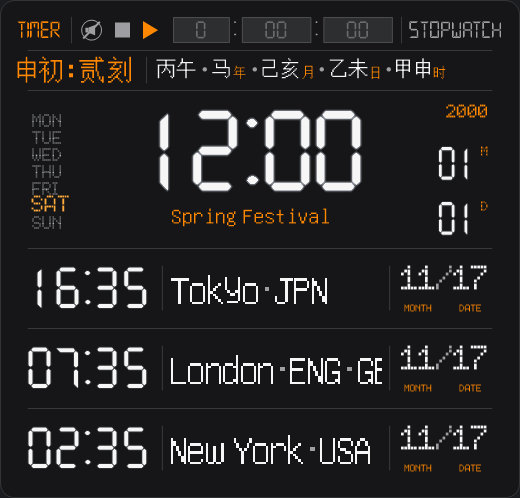 TIMER 0 : 00 : 00 STOPWATCH
申初:贰刻 丙午·马年·己亥月·乙未日·甲申时
MON
TUE
WED
THU
FRI
SAT
SUN
12:00
Spring Festival
2000
01 M
01 D
16:35 Tokyo·JPN 11/17
MONTH DATE
07:35 London·ENG·GB
11/17
MONTH DATE
02:35 New York·USA 11/17
MONTH DATE